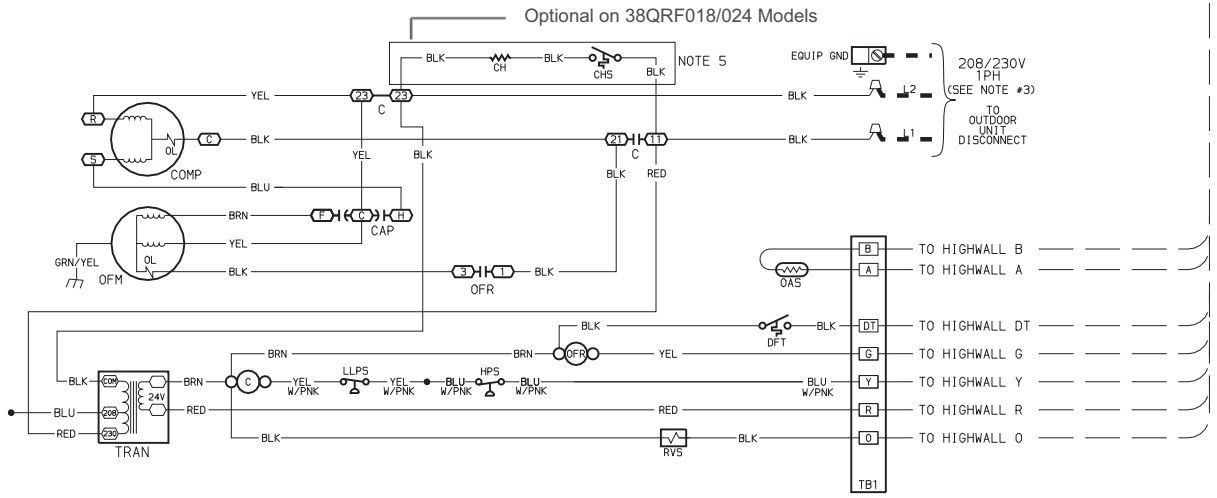 Optional on 38QRF018/024 Models
BLK CH BLK CHS BLK NOTE 5
EQUIP GND
208/230V
1PH
(SEE NOTE #3)
TO
OUTDOOR
UNIT
DISCONNECT
R YEL 23 C 23 BLK L2
C BLK 21 C 11 BLK L1
OL
S
COMP
YEL BLK BLK RED
BLU
BRN F C H
CAP
YEL
OL
GRN/YEL
OFM
BLK 3 1 BLK
OFR
B TO HIGHWALL B
A TO HIGHWALL A
OAS
BLK DFT BLK DT TO HIGHWALL DT
BRN BRN OFR YEL G TO HIGHWALL G
BLK COM BRN C YEL W/PNK LLPS YEL W/PNK BLU W/PNK HPS BLU W/PNK BLU W/PNK Y TO HIGHWALL Y
24V
BLU 208 RED RED R TO HIGHWALL R
RED 230 BLK RVS BLK O TO HIGHWALL O
TRAN
TB1